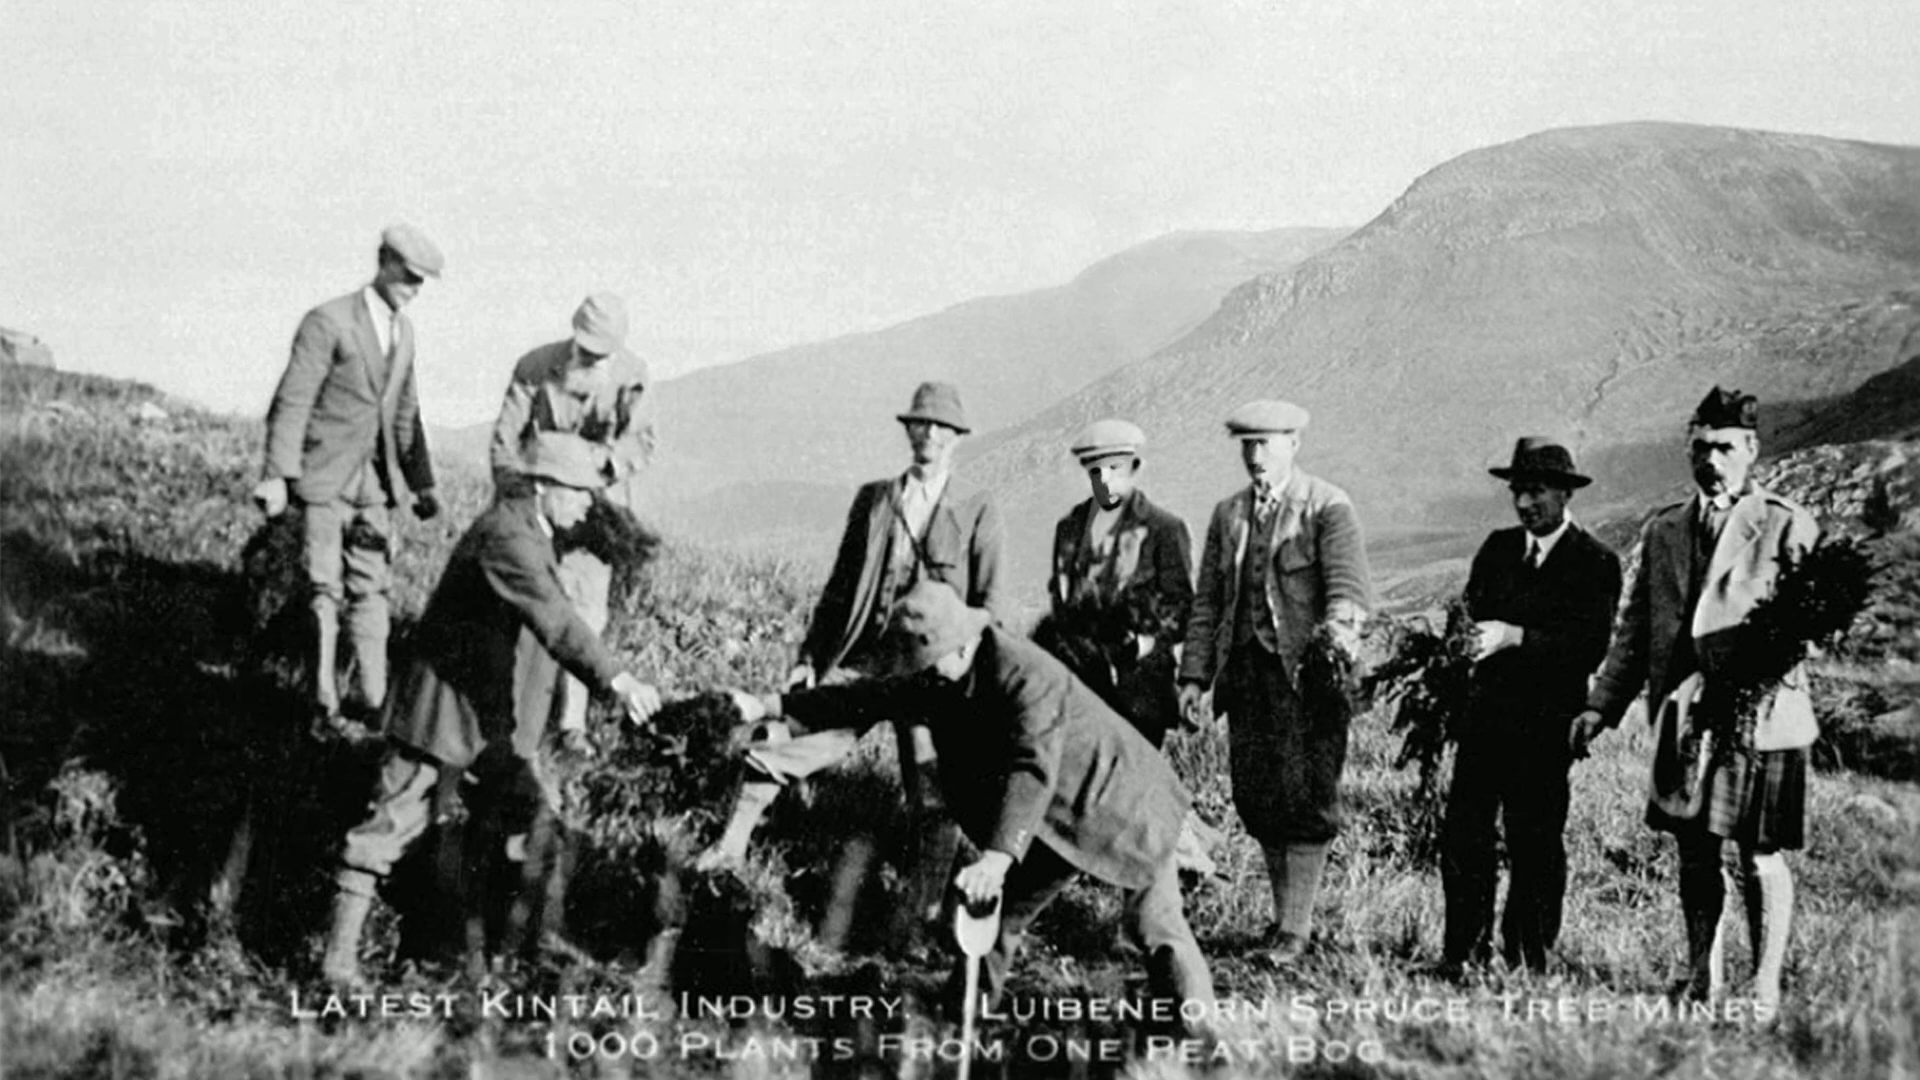 LATEST KINTAIL INDUSTRY. LUIBENEORN SPRUCE TREE MINES
1000 PLANTS FROM ONE PEAT BOG